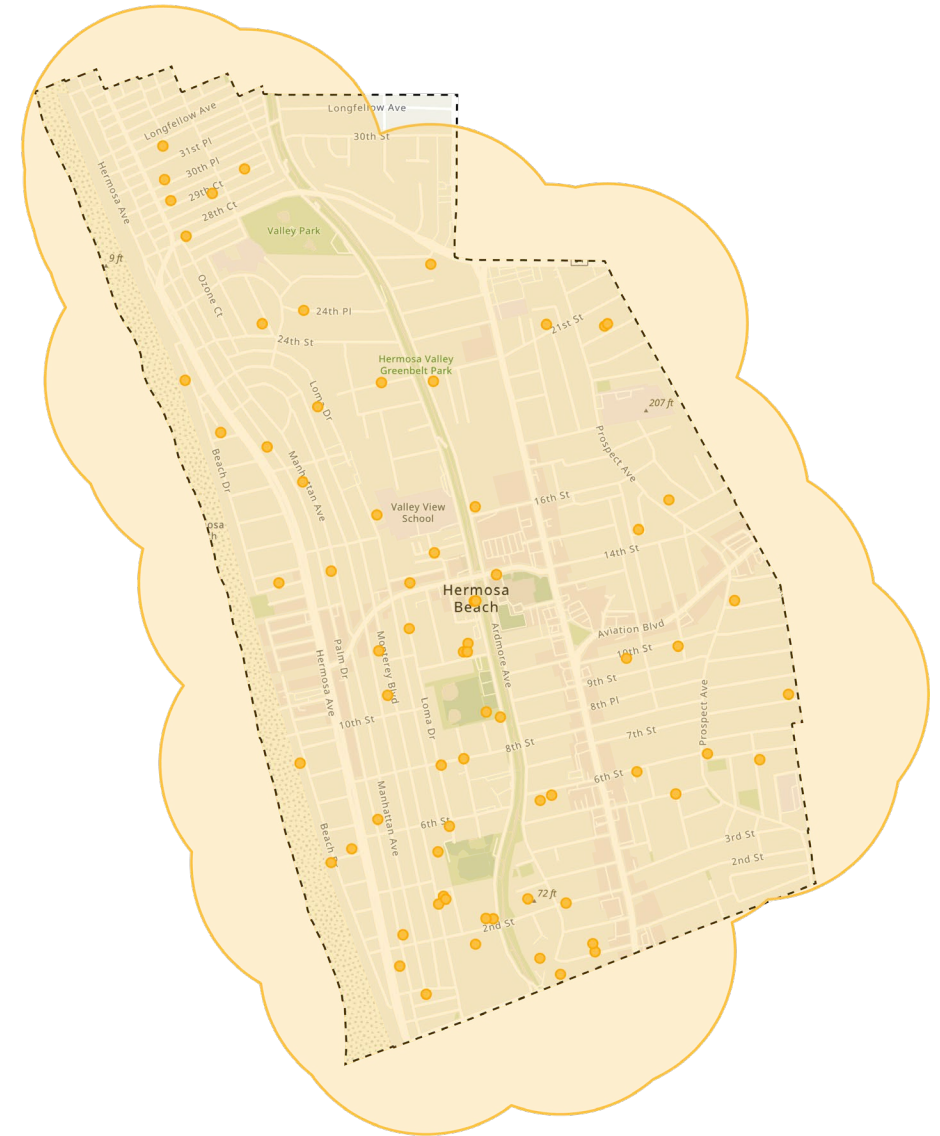 Longfellow Ave
30th St
Longfellow Ave
31st Pl
30th Pl
29th Ct
28th Ct
Hermosa Ave
Valley Park
9 ft
Ozone Ct
24th Pl
24th St
21st St
Hermosa Valley
Greenbelt Park
Loma Dr
207 ft
Prospect Ave
Beach Dr
Manhattan Ave
16th St
Valley View
School
14th St
Hermosa
Beach
Aviation Blvd
10th St
Ardmore Ave
Palm Dr
Monterey Blvd
Hermosa Ave
9th St
8th Pl
Prospect Ave
Loma Dr
10th St
7th St
8th St
6th St
Manhattan Ave
6th St
Beach
3rd St
2nd St
72 ft
2nd St